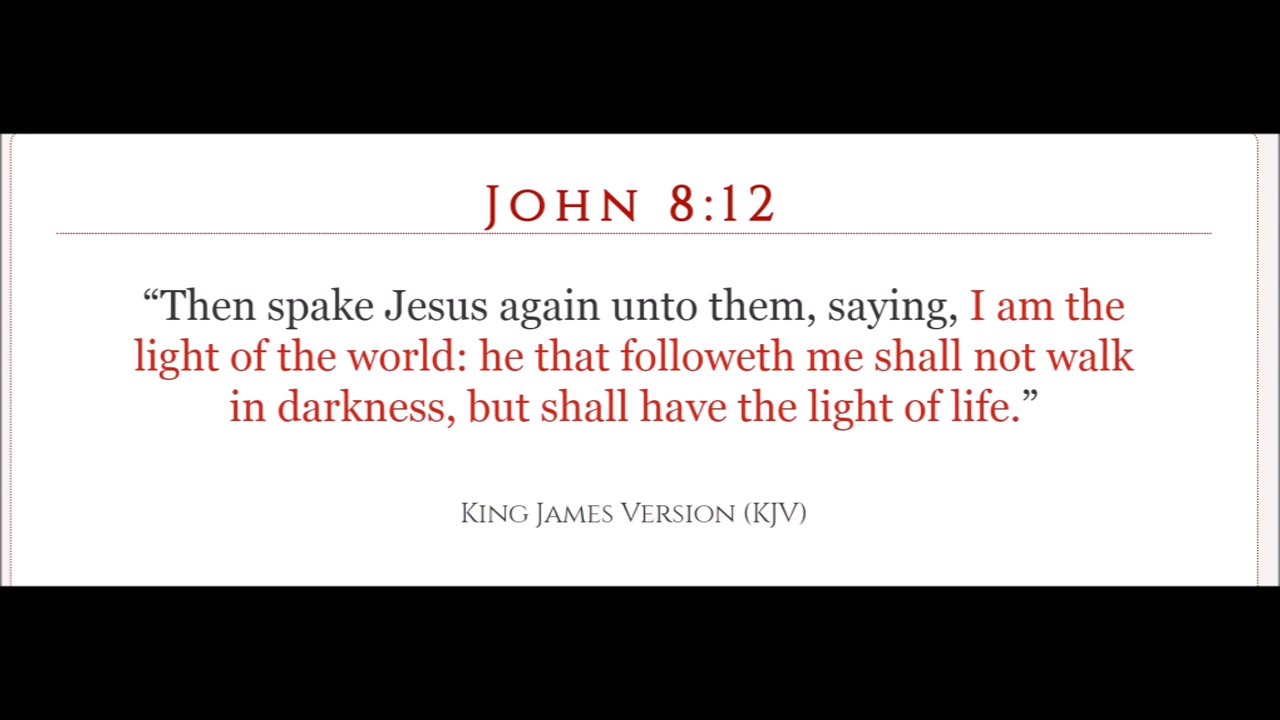 John 8:12
“Then spake Jesus again unto them, saying, I am the
light of the world: he that followeth me shall not walk
in darkness, but shall have the light of life.”
King James Version (KJV)